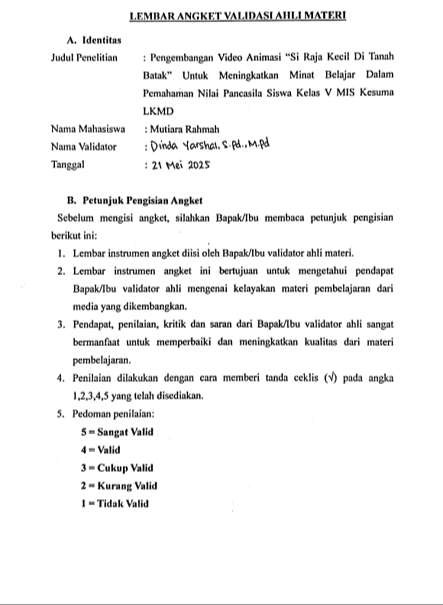 LEMBAR ANGKET VALIDASI AHLI MATERI
A. Identitas
Judul Penelitian : Pengembangan Video Animasi “Si Raja Kecil Di Tanah
Batak” Untuk Meningkatkan Minat Belajar Dalam
Pemahaman Nilai Pancasila Siswa Kelas V MIS Kesuma
LKMD
Nama Mahasiswa : Mutiara Rahmah
Nama Validator : Dinda Yarshal, S.Pd., M.Pd
Tanggal : 21 Mei 2025
B. Petunjuk Pengisian Angket
Sebelum mengisi angket, silahkan Bapak/Ibu membaca petunjuk pengisian
berikut ini:
1. Lembar instrumen angket diisi oleh Bapak/Ibu validator ahli materi.
2. Lembar instrumen angket ini bertujuan untuk mengetahui pendapat
Bapak/Ibu validator ahli mengenai kelayakan materi pembelajaran dari
media yang dikembangkan.
3. Pendapat, penilaian, kritik dan saran dari Bapak/Ibu validator ahli sangat
bermanfaat untuk memperbaiki dan meningkatkan kualitas dari materi
pembelajaran.
4. Penilaian dilakukan dengan cara memberi tanda ceklis (√) pada angka
1,2,3,4,5 yang telah disediakan.
5. Pedoman penilaian:
5 = Sangat Valid
4 = Valid
3 = Cukup Valid
2 = Kurang Valid
1 = Tidak Valid